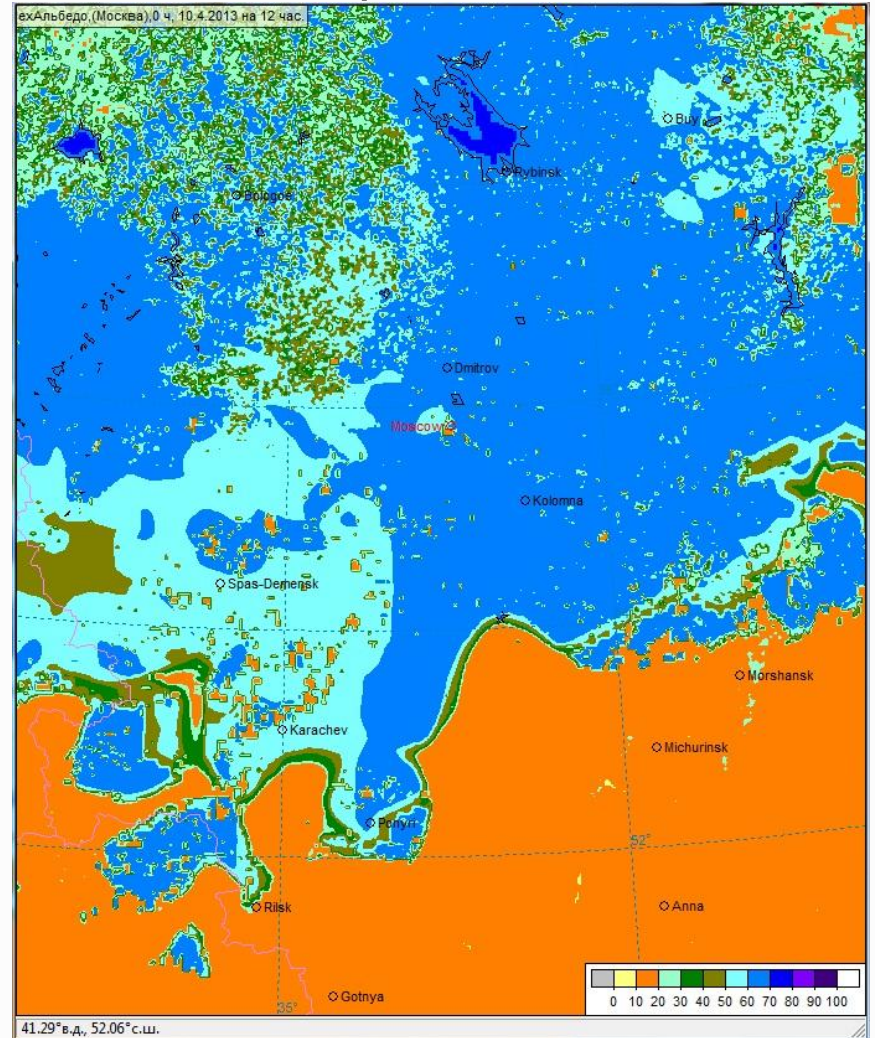 ехАльбедо,(Москва),0 ч, 10.4.2013 на 12 час.
Buy
Rybinsk
Bologoe
Dmitrov
Moscow
Kolomna
Spas-Demensk
Morshansk
Karachev
Michurinsk
Ponyri
52°
Rilsk
Anna
Gotnya
35°
0 10 20 30 40 50 60 70 80 90 100
41.29°в.д., 52.06°с.ш.